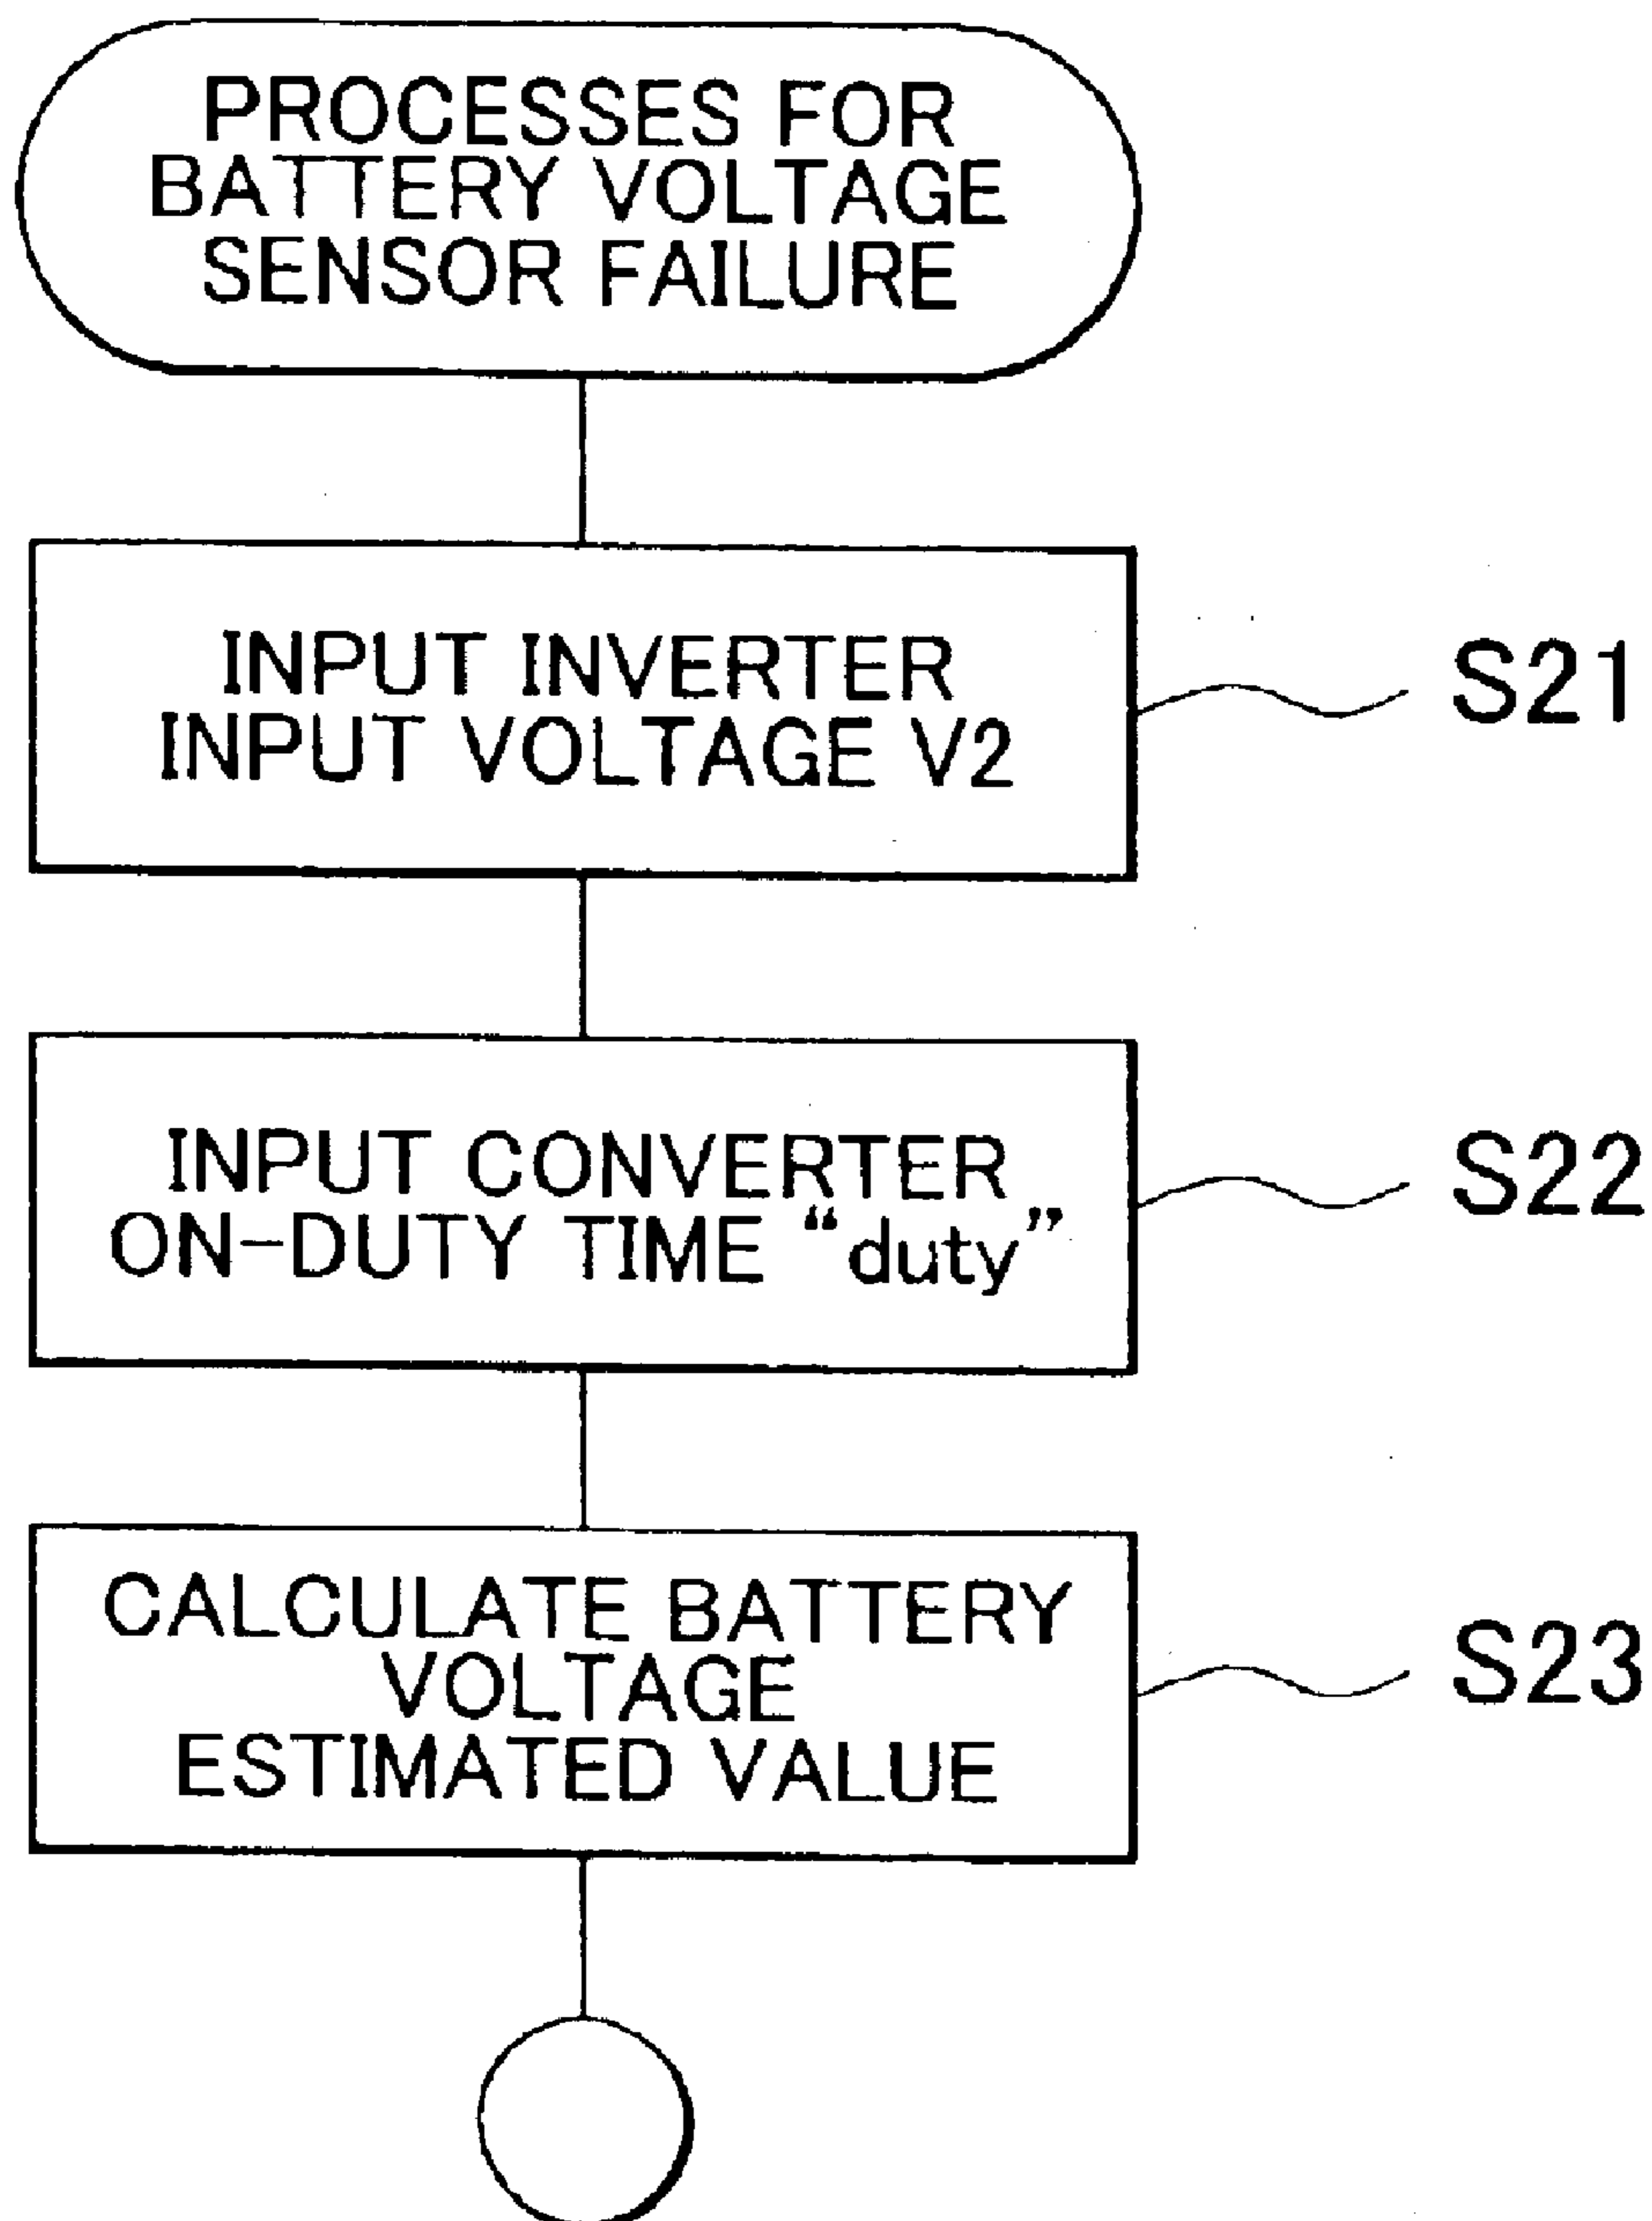 PROCESSES FOR
BATTERY VOLTAGE
SENSOR FAILURE
INPUT INVERTER
INPUT VOLTAGE V2
S21
INPUT CONVERTER
ON-DUTY TIME “duty”
S22
CALCULATE BATTERY
VOLTAGE
ESTIMATED VALUE
S23